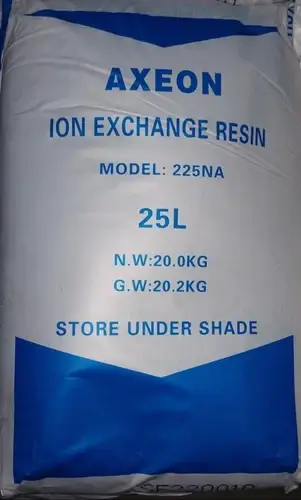 AXEON
ION EXCHANGE RESIN
MODEL: 225NA
25L
N.W:20.0KG
G.W:20.2KG
STORE UNDER SHADE